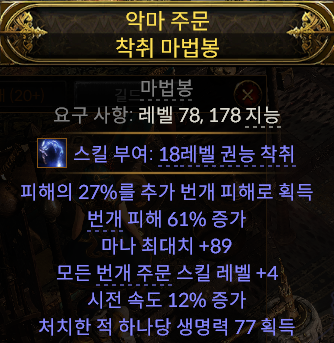 악마 주문
착취 마법봉
마법봉
요구 사항: 레벨 78, 178 지능
스킬 부여: 18레벨 권능 착취
피해의 27%를 추가 번개 피해로 획득
번개 피해 61% 증가
마나 최대치 +89
모든 번개 주문 스킬 레벨 +4
시전 속도 12% 증가
처치한 적 하나당 생명력 77 획득